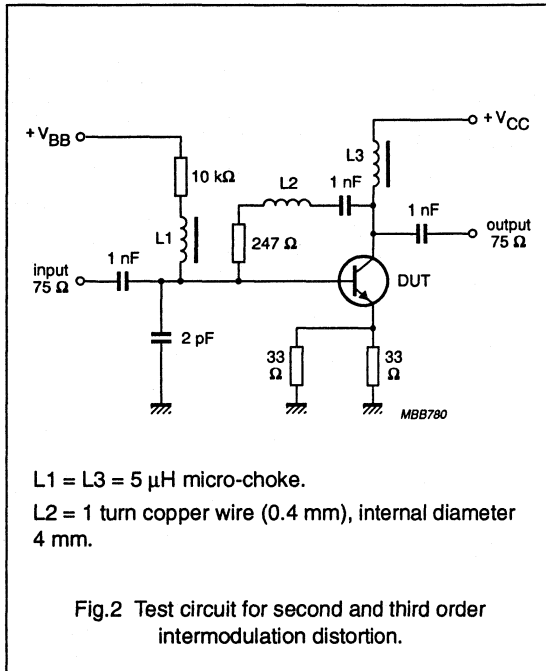 + VBB
+ VCC
L3
10 kΩ
L2
1 nF
1 nF
L1
247 Ω
output
75 Ω
1 nF
input
75 Ω
DUT
2 pF
33
Ω
33
Ω
MBB780
L1 = L3 = 5 µH micro-choke.
L2 = 1 turn copper wire (0.4 mm), internal diameter
4 mm.
Fig.2 Test circuit for second and third order
intermodulation distortion.